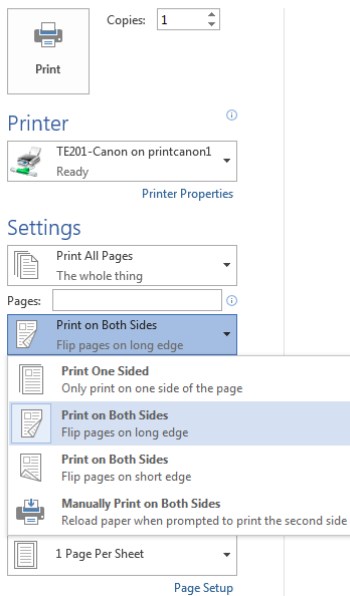 Copies: 1
Print
Printer
TE201-Canon on printcanon1
Ready
Printer Properties
Settings
Print All Pages
The whole thing
Pages:
Print on Both Sides
Flip pages on long edge
Print One Sided
Only print on one side of the page
Print on Both Sides
Flip pages on long edge
Print on Both Sides
Flip pages on short edge
Manually Print on Both Sides
Reload paper when prompted to print the second side
1 Page Per Sheet
Page Setup